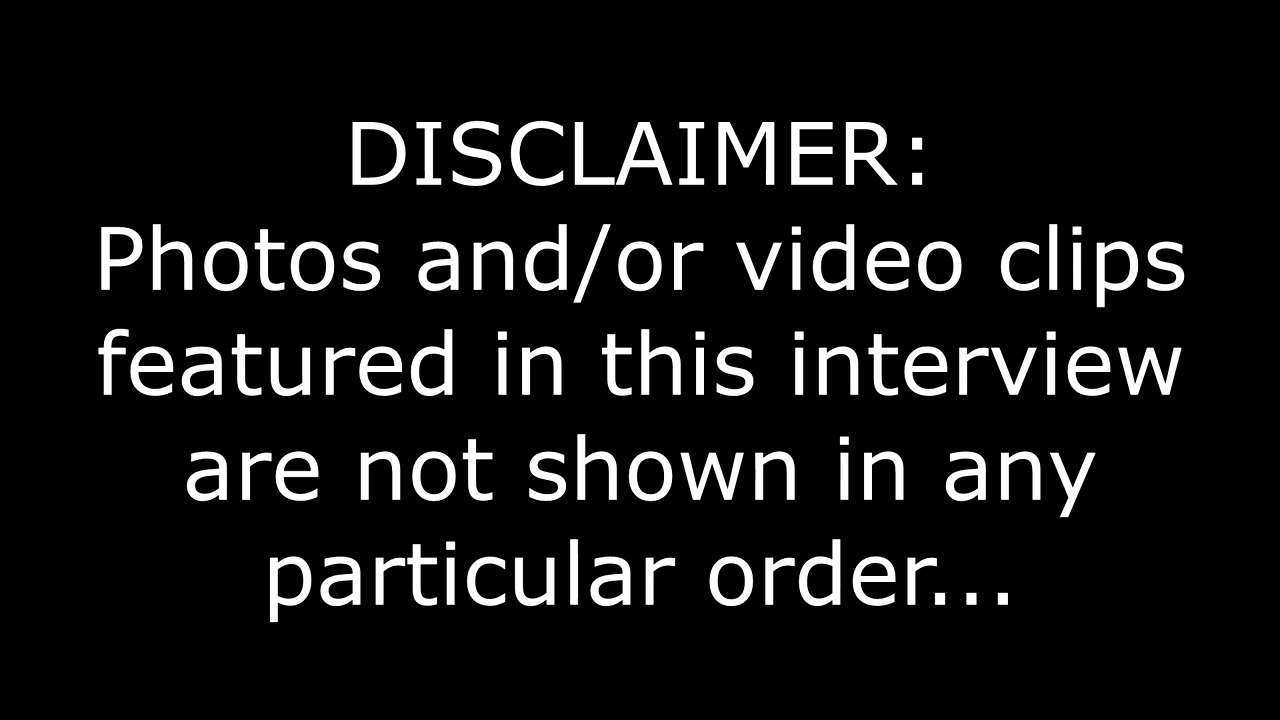 DISCLAIMER:
Photos and/or video clips
featured in this interview
are not shown in any
particular order...